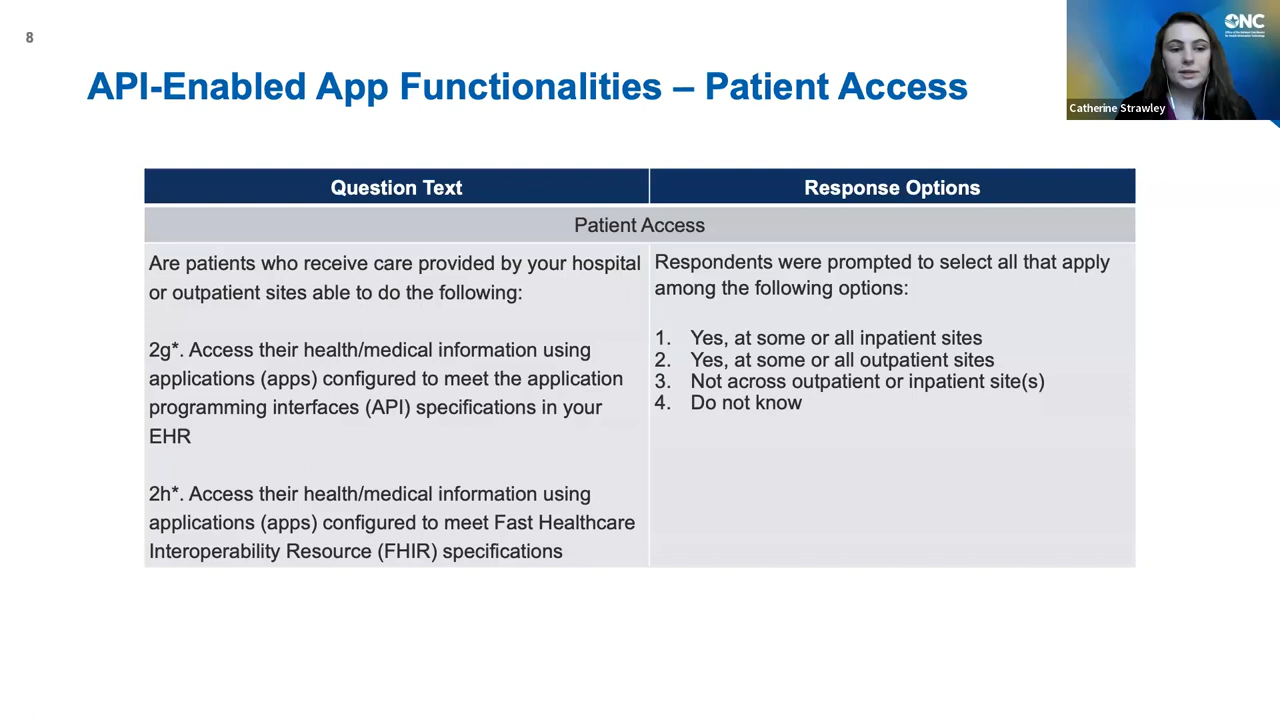 8
API-Enabled App Functionalities – Patient Access
ONC
Catherine Strawley
Question Text
Response Options
Patient Access
Are patients who receive care provided by your hospital
or outpatient sites able to do the following:
2g*. Access their health/medical information using
applications (apps) configured to meet the application
programming interfaces (API) specifications in your
EHR
2h*. Access their health/medical information using
applications (apps) configured to meet Fast Healthcare
Interoperability Resource (FHIR) specifications
Respondents were prompted to select all that apply
among the following options:
1. Yes, at some or all inpatient sites
2. Yes, at some or all outpatient sites
3. Not across outpatient or inpatient site(s)
4. Do not know